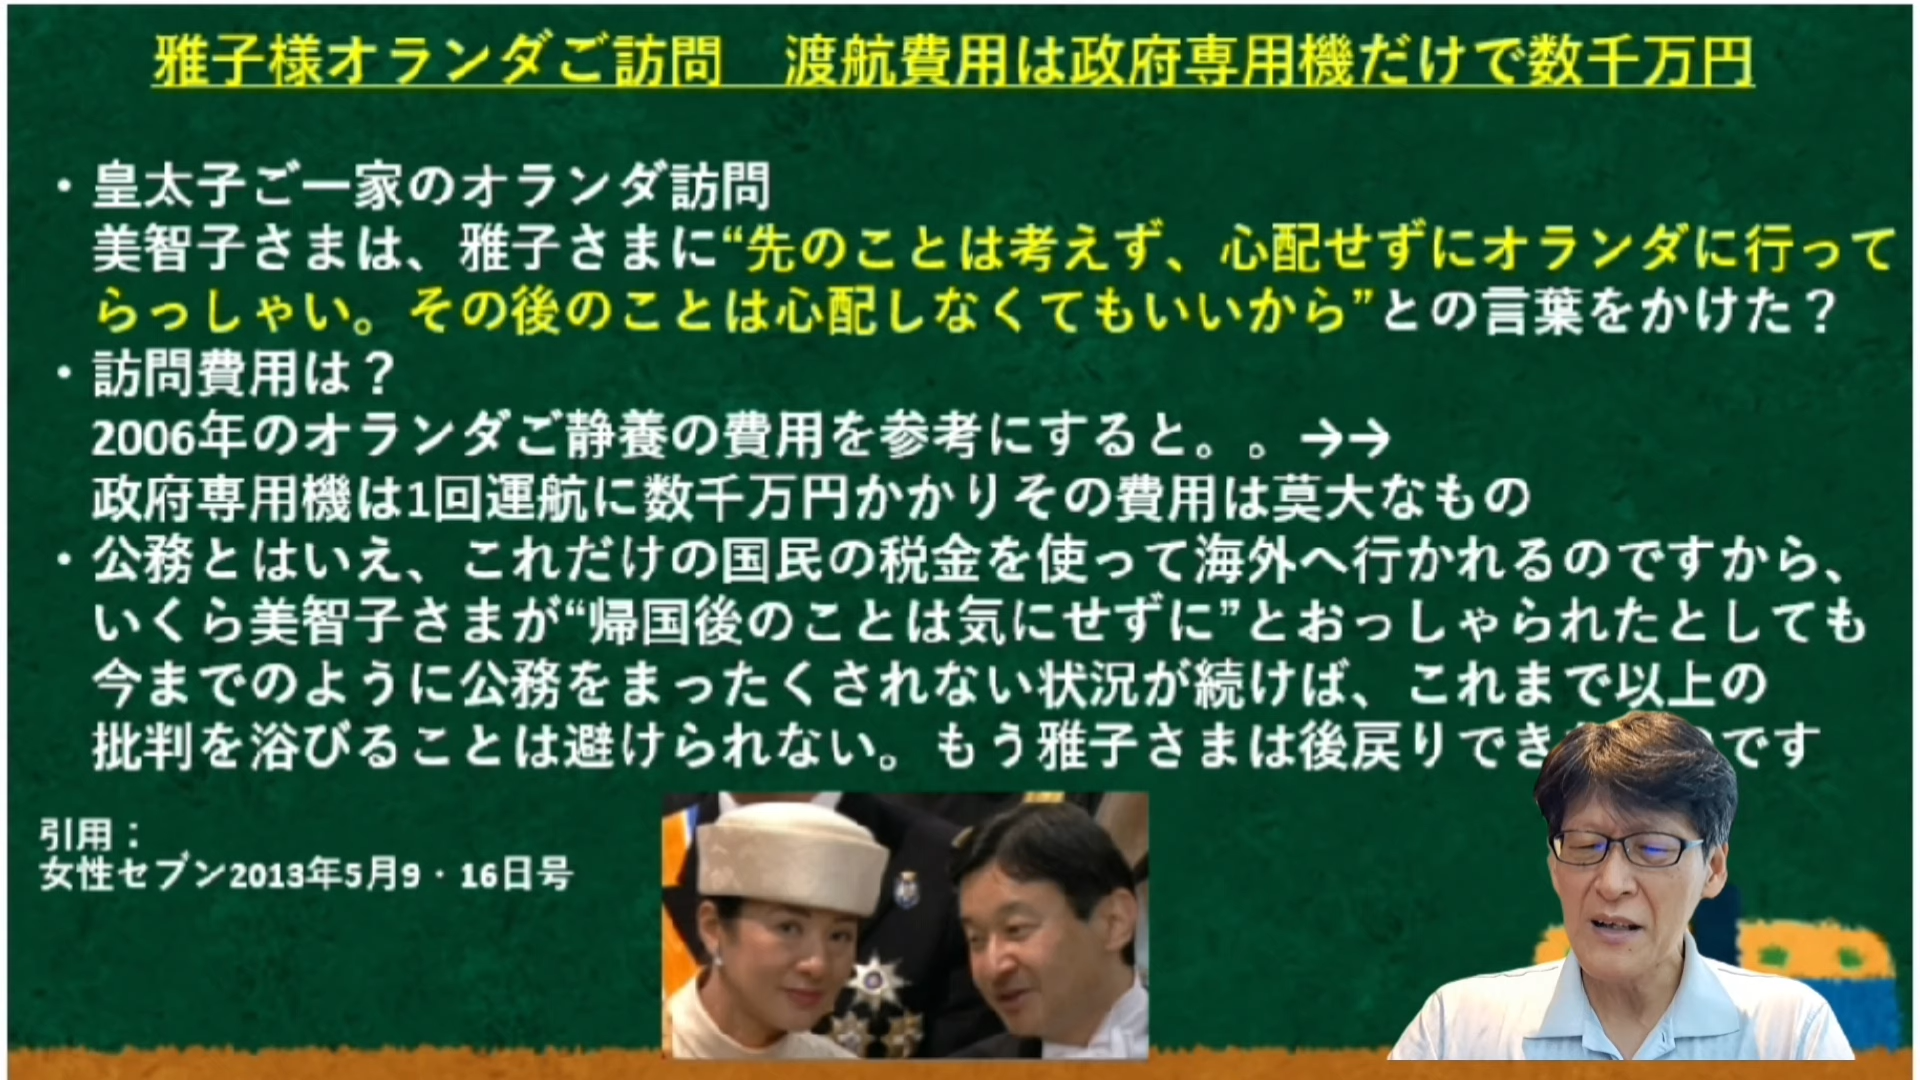 雅子様オランダご訪問　渡航費用は政府専用機だけで数千万円
・皇太子ご一家のオランダ訪問
美智子さまは、雅子さまに“先のことは考えず、心配せずにオランダに行って
らっしゃい。その後のことは心配しなくてもいいから”との言葉をかけた？
・訪問費用は？
2006年のオランダご静養の費用を参考にすると。。→→
政府専用機は1回運航に数千万円かかりその費用は莫大なもの
・公務とはいえ、これだけの国民の税金を使って海外へ行かれるのですから、
いくら美智子さまが“帰国後のことは気にせずに”とおっしゃられたとしても
今までのように公務をまったくされない状況が続けば、これまで以上の
批判を浴びることは避けられない。もう雅子さまは後戻りでき です
引用：
女性セブン2013年5月9・16日号